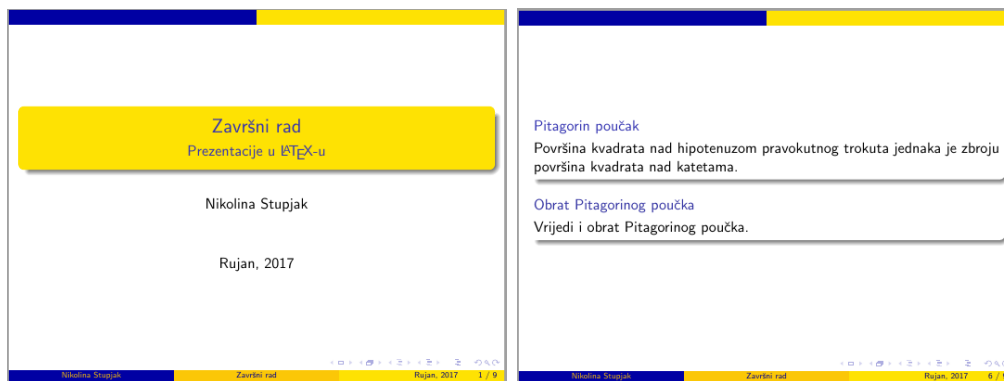 Završni rad
Prezentacije u LATEX-u
Nikolina Stupjak
Rujan, 2017
Nikolina Stupjak Završni rad Rujan, 2017 1 / 9
Pitagorin poučak
Površina kvadrata nad hipotenuzom pravokutnog trokuta jednaka je zbroju
površina kvadrata nad katetama.
Obrat Pitagorinog poučka
Vrijedi i obrat Pitagorinog poučka.
Nikolina Stupjak Završni rad Rujan, 2017 6 /